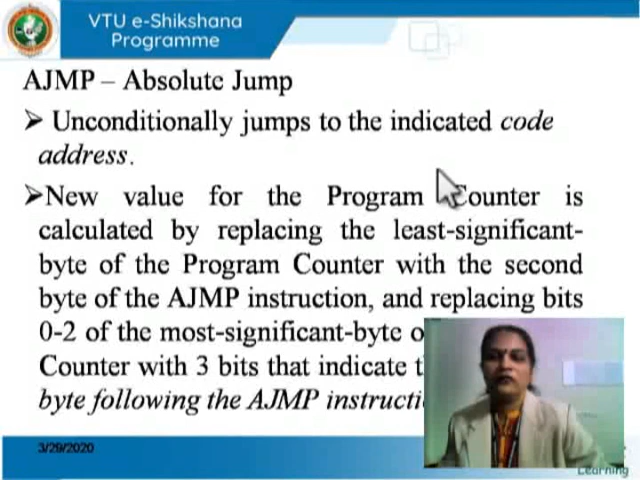 VTU e-Shikshana
Programme
AJMP – Absolute Jump
➢ Unconditionally jumps to the indicated code
address.
➢New value for the Program Counter is
calculated by replacing the least-significant-
byte of the Program Counter with the second
byte of the AJMP instruction, and replacing bits
0-2 of the most-significant-byte
Counter with 3 bits that indicate
byte following the AJMP
3/29/2020
Learning